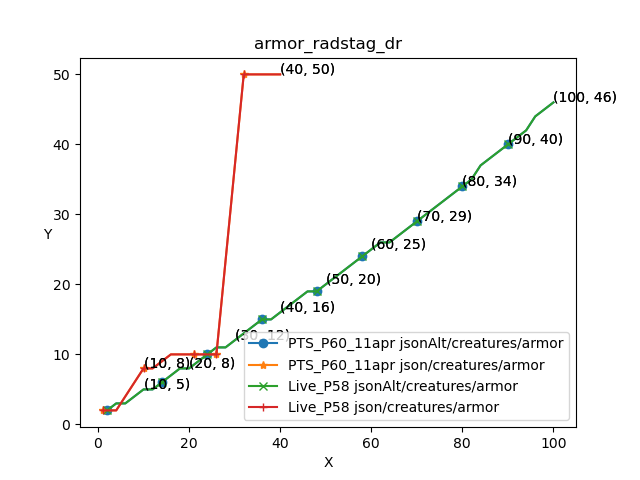 armor_radstag_dr
50
(40, 50)
(100, 46)
40
(90, 40)
(80, 34)
30
(70, 29)
Y
(60, 25)
20
(50, 20)
(40, 16)
(30, 12)
10
(10, 8)
(20, 8)
(10, 5)
0
PTS_P60_11apr jsonAlt/creatures/armor
PTS_P60_11apr json/creatures/armor
Live_P58 jsonAlt/creatures/armor
Live_P58 json/creatures/armor
0 20 40 60 80 100
X